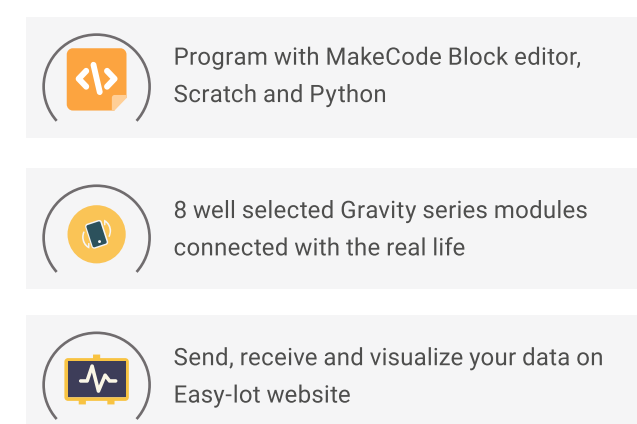 Program with MakeCode Block editor,
Scratch and Python
8 well selected Gravity series modules
connected with the real life
Send, receive and visualize your data on
Easy-lot website